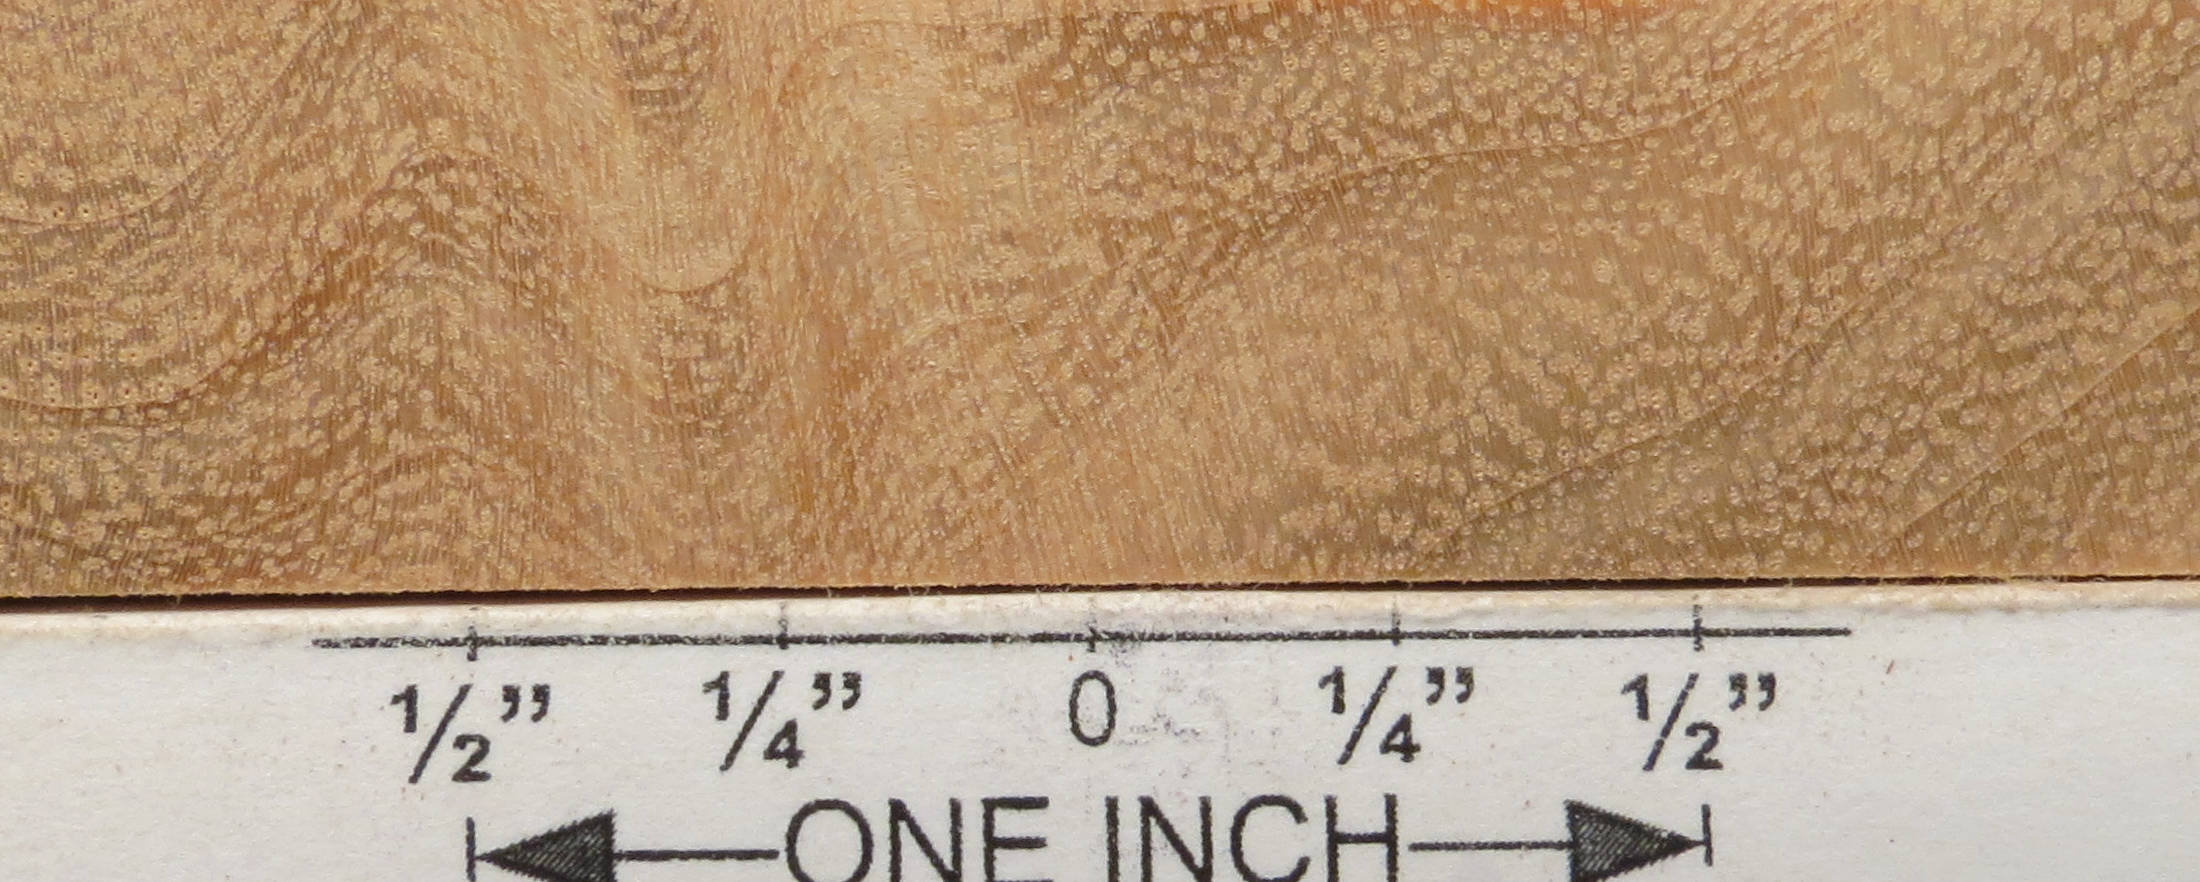 1/2” 1/4” 0 1/4” 1/2”
ONE INCH